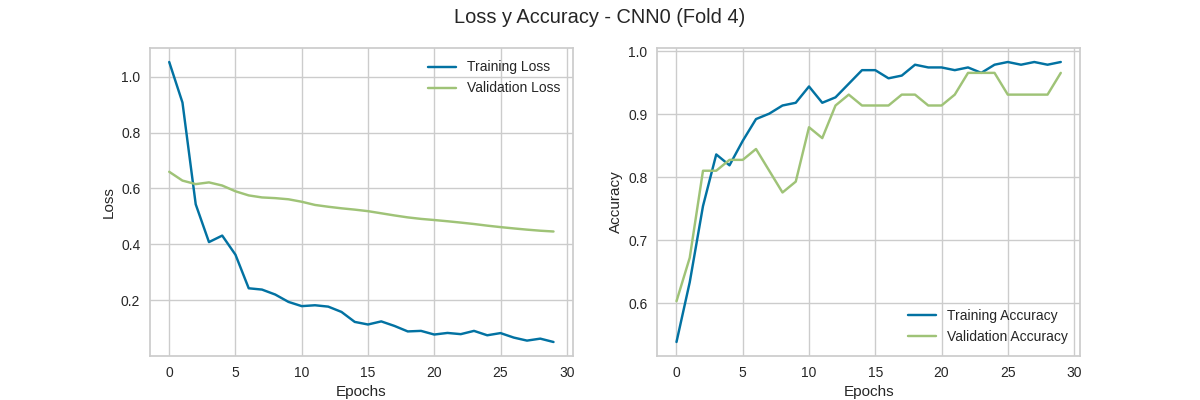 Loss y Accuracy - CNN0 (Fold 4)
1.0
0.8
0.6
0.4
0.2
0 5 10 15 20 25 30
Loss
Epochs
Training Loss
Validation Loss
1.0
0.9
0.8
0.7
0.6
0 5 10 15 20 25 30
Accuracy
Epochs
Training Accuracy
Validation Accuracy